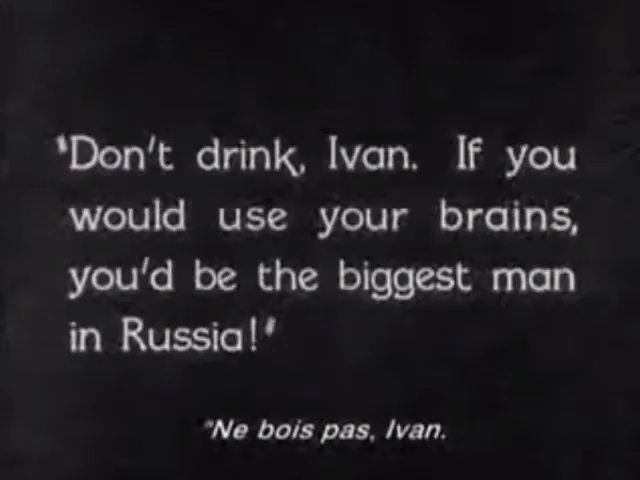 "Don't drink, Ivan. If you
would use your brains,
you'd be the biggest man
in Russia!"
"Ne bois pas, Ivan.